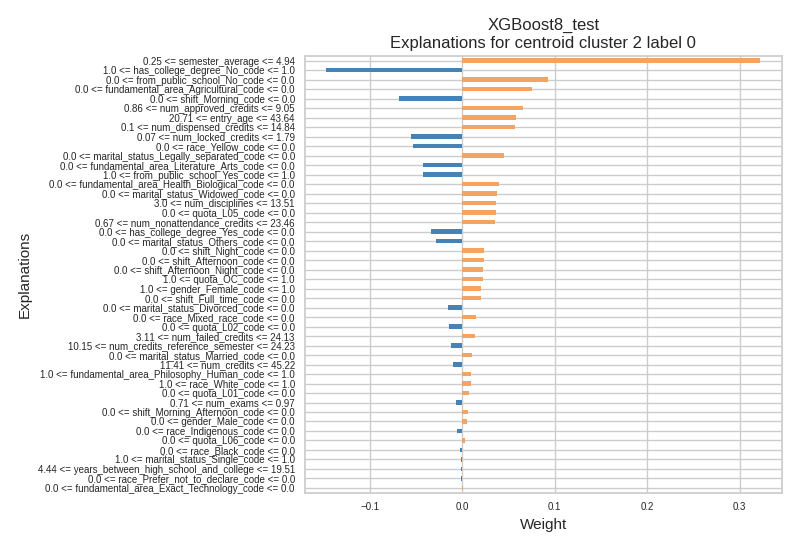 XGBoost8_test
Explanations for centroid cluster 2 label 0
0.25 <= semester_average <= 4.94
1.0 <= has_college_degree_No_code <= 1.0
0.0 <= from_public_school_No_code <= 0.0
0.0 <= fundamental_area_Agricultural_code <= 0.0
0.0 <= shift_Morning_code <= 0.0
0.86 <= num_approved_credits <= 9.05
20.71 <= entry_age <= 43.64
0.1 <= num_dispensed_credits <= 14.84
0.07 <= num_locked_credits <= 1.79
0.0 <= race_Yellow_code <= 0.0
0.0 <= marital_status_Legally_separated_code <= 0.0
0.0 <= fundamental_area_Literature_Arts_code <= 0.0
1.0 <= from_public_school_Yes_code <= 1.0
0.0 <= fundamental_area_Health_Biological_code <= 0.0
0.0 <= marital_status_Widowed_code <= 0.0
3.0 <= num_disciplines <= 13.51
0.0 <= quota_L05_code <= 0.0
0.67 <= num_nonattendance_credits <= 23.46
0.0 <= has_college_degree_Yes_code <= 0.0
0.0 <= marital_status_Others_code <= 0.0
0.0 <= shift_Night_code <= 0.0
0.0 <= shift_Afternoon_code <= 0.0
0.0 <= shift_Afternoon_Night_code <= 0.0
1.0 <= quota_OC_code <= 1.0
1.0 <= gender_Female_code <= 1.0
0.0 <= shift_Full_time_code <= 0.0
0.0 <= marital_status_Divorced_code <= 0.0
0.0 <= race_Mixed_race_code <= 0.0
0.0 <= quota_L02_code <= 0.0
3.11 <= num_failed_credits <= 24.13
10.15 <= num_credits_reference_semester <= 24.23
0.0 <= marital_status_Married_code <= 0.0
11.41 <= num_credits <= 45.22
1.0 <= fundamental_area_Philosophy_Human_code <= 1.0
1.0 <= race_White_code <= 1.0
0.0 <= quota_L01_code <= 0.0
0.71 <= num_exams <= 0.97
0.0 <= shift_Morning_Afternoon_code <= 0.0
0.0 <= gender_Male_code <= 0.0
0.0 <= race_Indigenous_code <= 0.0
0.0 <= quota_L06_code <= 0.0
0.0 <= race_Black_code <= 0.0
1.0 <= marital_status_Single_code <= 1.0
4.44 <= years_between_high_school_and_college <= 19.51
0.0 <= race_Prefer_not_to_declare_code <= 0.0
0.0 <= fundamental_area_Exact_Technology_code <= 0.0
Explanations
−0.1 0.0 0.1 0.2 0.3
Weight